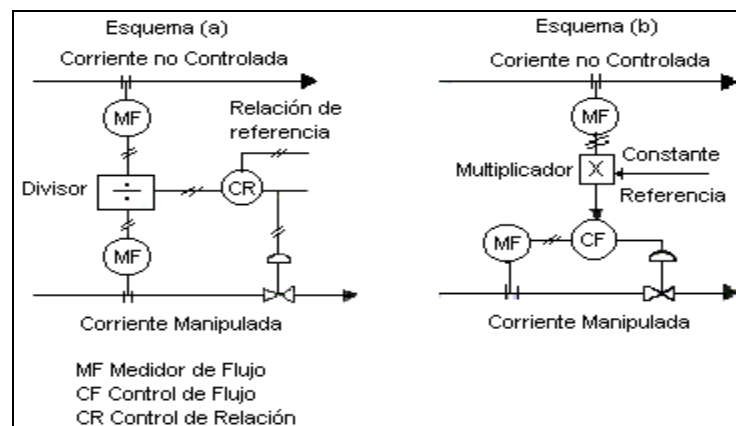 Esquema (a)
Corriente no Controlada
MF
Relación de
referencia
Divisor
÷
CR
MF
Corriente Manipulada
MF Medidor de Flujo
CF Control de Flujo
CR Control de Relación
Esquema (b)
Coriente no Controlada
MF
Multiplicador
X
Constante
Referencia
MF
CF
Corriente Manipulada